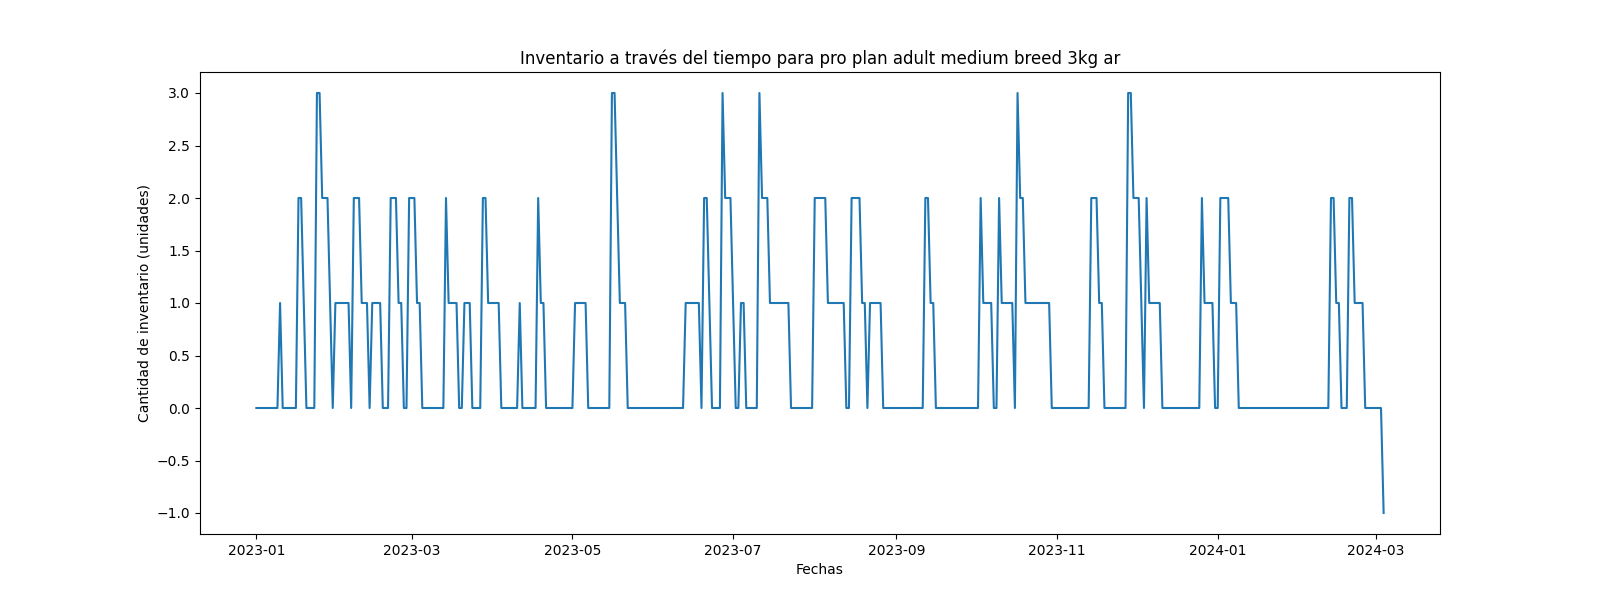 Inventario a través del tiempo para pro plan adult medium breed 3kg ar
Cantidad de inventario (unidades)
3.0
2.5
2.0
1.5
1.0
0.5
0.0
−0.5
−1.0
2023-01 2023-03 2023-05 2023-07 2023-09 2023-11 2024-01 2024-03
Fechas